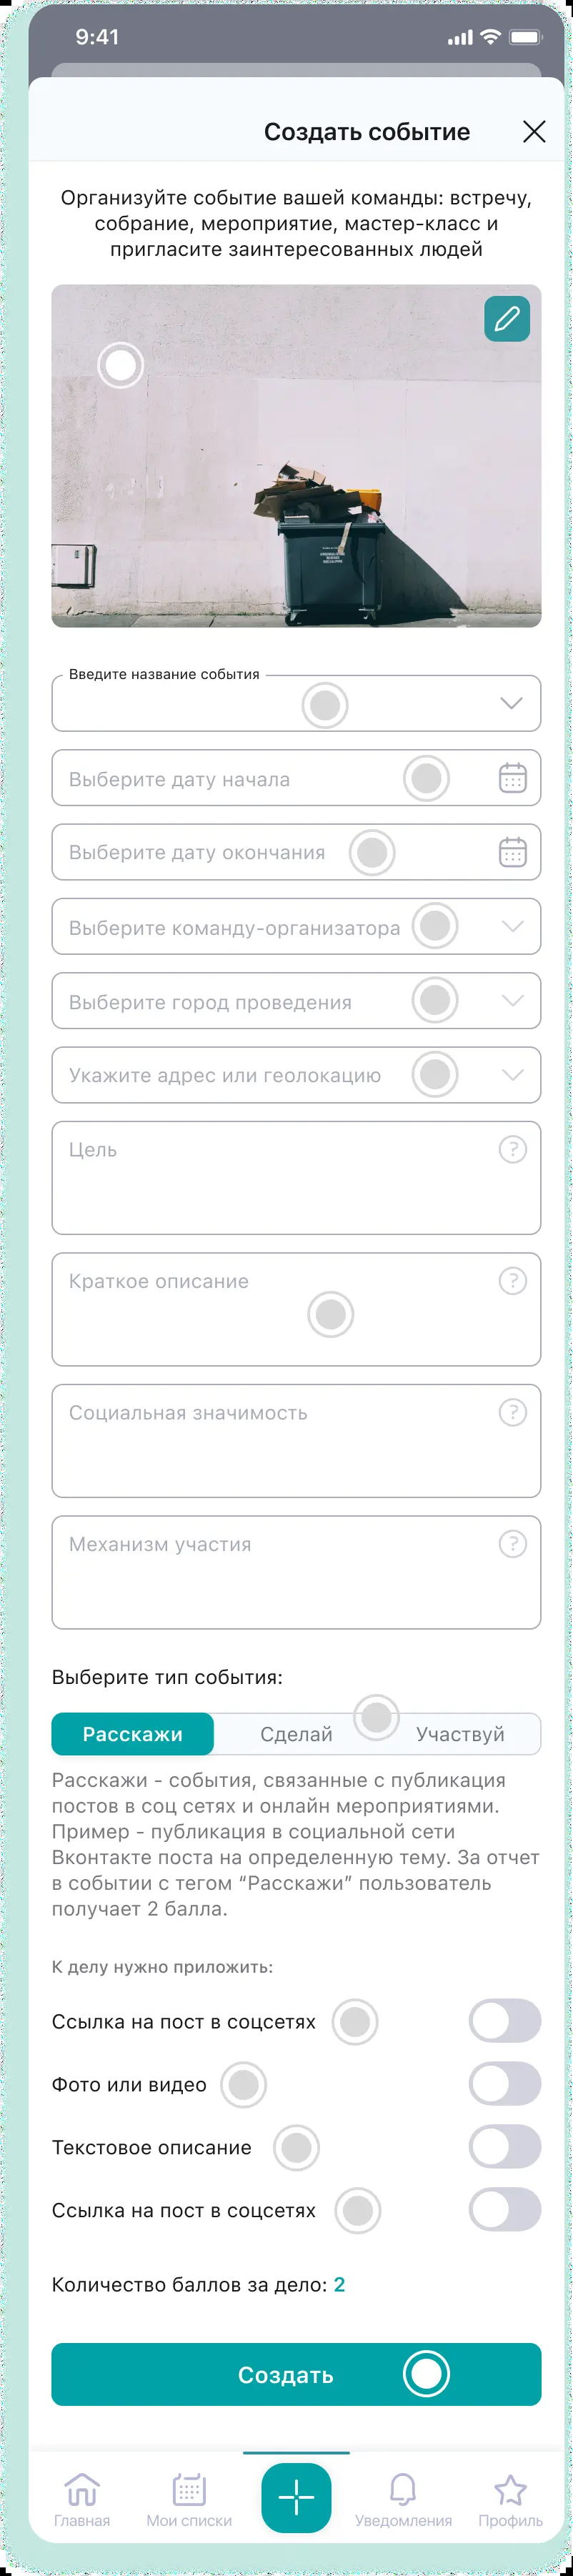 9:41
Создать событие
Организуйте событие вашей команды: встречу,
собрание, мероприятие, мастер-класс и
пригласите заинтересованных людей
Введите название события
Выберите дату начала
Выберите дату окончания
Выберите команду-организатора
Выберите город проведения
Укажите адрес или геолокацию
Цель
?
Краткое описание
?
Социальная значимость
?
Механизм участия
?
Выберите тип события:
Расскажи Сделай Участвуй
Расскажи - события, связанные с публикация
постов в соц сетях и онлайн мероприятиями.
Пример - публикация в социальной сети
Вконтакте поста на определенную тему. За отчет
в событии с тегом “Расскажи” пользователь
получает 2 балла.
К делу нужно приложить:
Ссылка на пост в соцсетях
Фото или видео
Текстовое описание
Ссылка на пост в соцсетях
Количество баллов за дело: 2
Создать
Главная Мои списки Уведомления Профиль